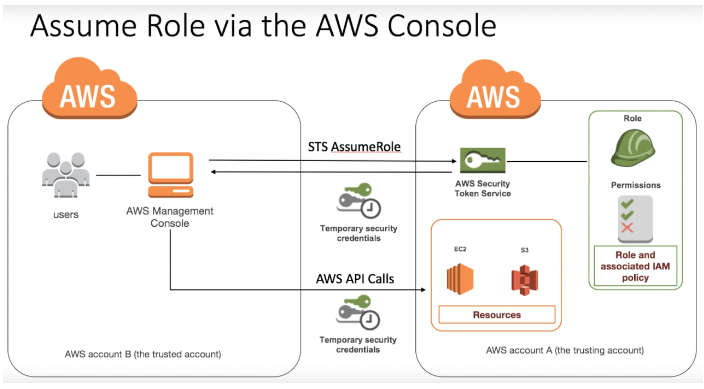 Assume Role via the AWS Console
AWS
AWS
users
AWS Management
Console
STS AssumeRole
Temporary security
credentials
AWS API Calls
Temporary security
credentials
AWS Security
Token Service
Role
Permissions
Role and
associated IAM
policy
EC2
S3
Resources
AWS account B (the trusted account)
AWS account A (the trusting account)